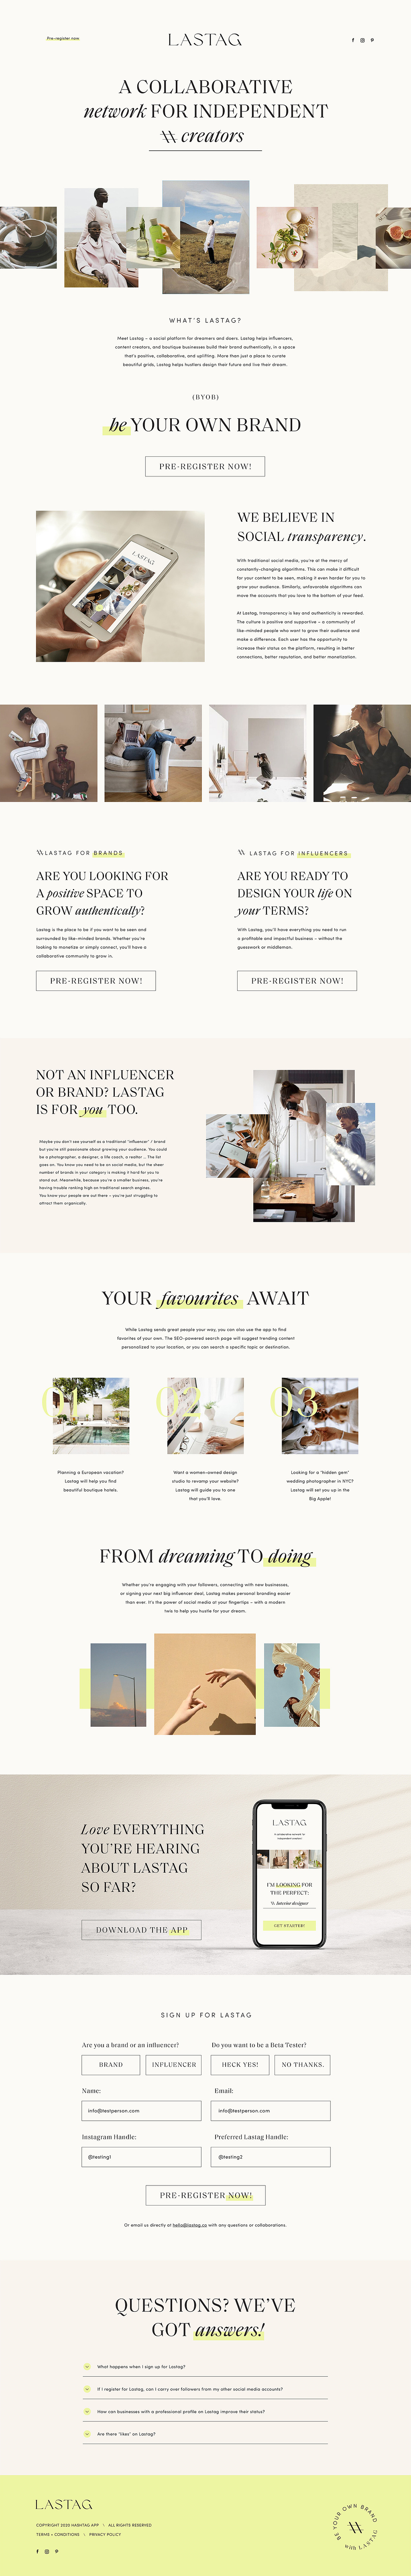 Pre-register now
LASTAG
A COLLABORATIVE
network FOR INDEPENDENT
creators
WHAT'S LASTAG?
Meet Lastag – a social platform for dreamers and doers. Lastag helps influencers,
content creators, and boutique businesses build their brand authentically, in a space
that's positive, collaborative, and uplifting. More than just a place to curate
beautiful grids, Lastag helps hustlers design their future and live their dream.
(BYOB)
be YOUR OWN BRAND
PRE-REGISTER NOW!
LASTAG
WE BELIEVE IN
SOCIAL transparency.
With traditional social media, you're at the mercy of
constantly-changing algorithms. This can make it difficult
for your content to be seen, making it even harder for you to
grow your audience. Similarly, unfavorable algorithms can
move the accounts that you love to the bottom of your feed.
At Lastag, transparency is key and authenticity is rewarded.
The culture is positive and supportive – a community of
like-minded people who want to grow their audience and
make a difference. Each user has the opportunity to
increase their status on the platform, resulting in better
connections, better reputation, and better monetization.
LASTAG FOR BRANDS
ARE YOU LOOKING FOR
A positive SPACE TO
GROW authentically?
Lastag is the place to be if you want to be seen and
surrounded by like-minded brands. Whether you're
looking to monetize or simply connect, you'll have a
collaborative community to grow in.
PRE-REGISTER NOW!
LASTAG FOR INFLUENCERS
ARE YOU READY TO
DESIGN YOUR life ON
your TERMS?
With Lastag, you'll have everything you need to run
a profitable and impactful business – without the
guesswork or middleman.
PRE-REGISTER NOW!
NOT AN INFLUENCER
OR BRAND? LASTAG
IS FOR you TOO.
Maybe you don't see yourself as a traditional "influencer" / brand
but you're still passionate about growing your audience. You could
be a photographer, a designer, a life coach, a realtor ... The list
goes on. You know you need to be on social media, but the sheer
number of brands in your category is making it hard for you to
stand out. Meanwhile, because you're a smaller business, you're
having trouble ranking high on traditional search engines.
You know your people are out there – you're just struggling to
attract them organically.
YOUR favourites AWAIT
While Lastag sends great people your way, you can also use the app to find
favorites of your own. The SEO-powered search page will suggest trending content
personalized to your location, or you can search a specific topic or destination.
01
02
03
Planning a European vacation?
Lastag will help you find
beautiful boutique hotels.
Want a women-owned design
studio to revamp your website?
Lastag will guide you to one
that you'll love.
Looking for a "hidden gem"
wedding photographer in NYC?
Lastag will set you up in the
Big Apple!
FROM dreaming TO doing
Whether you're engaging with your followers, connecting with new businesses,
or signing your next big influencer deal, Lastag makes personal branding easier
than ever. It's the power of social media at your fingertips – with a modern
twist to help you hustle for your dream.
Love EVERYTHING
YOU'RE HEARING
ABOUT LASTAG
SO FAR?
DOWNLOAD THE APP
LASTAG
A collaborative network for
independent creators
I'M LOOKING FOR
THE PERFECT:
Interior designer
GET STARTED!
SIGN UP FOR LASTAG
Are you a brand or an influencer?
BRAND
INFLUENCER
Do you want to be a Beta Tester?
HECK YES!
NO THANKS.
Name:
info@testperson.com
Email:
info@testperson.com
Instagram Handle:
@testing1
Preferred Lastag Handle:
@testing2
PRE-REGISTER NOW!
Or email us directly at hello@lastag.co with any questions or collaborations.
QUESTIONS? WE'VE
GOT answers!
What happens when I sign up for Lastag?
If I register for Lastag, can I carry over followers from my other social media accounts?
How can businesses with a professional profile on Lastag improve their status?
Are there "likes" on Lastag?
LASTAG
COPYRIGHT 2020 HASHTAG APP • ALL RIGHTS RESERVED
TERMS + CONDITIONS | PRIVACY POLICY
BE YOUR OWN BRAND
with LASTAG